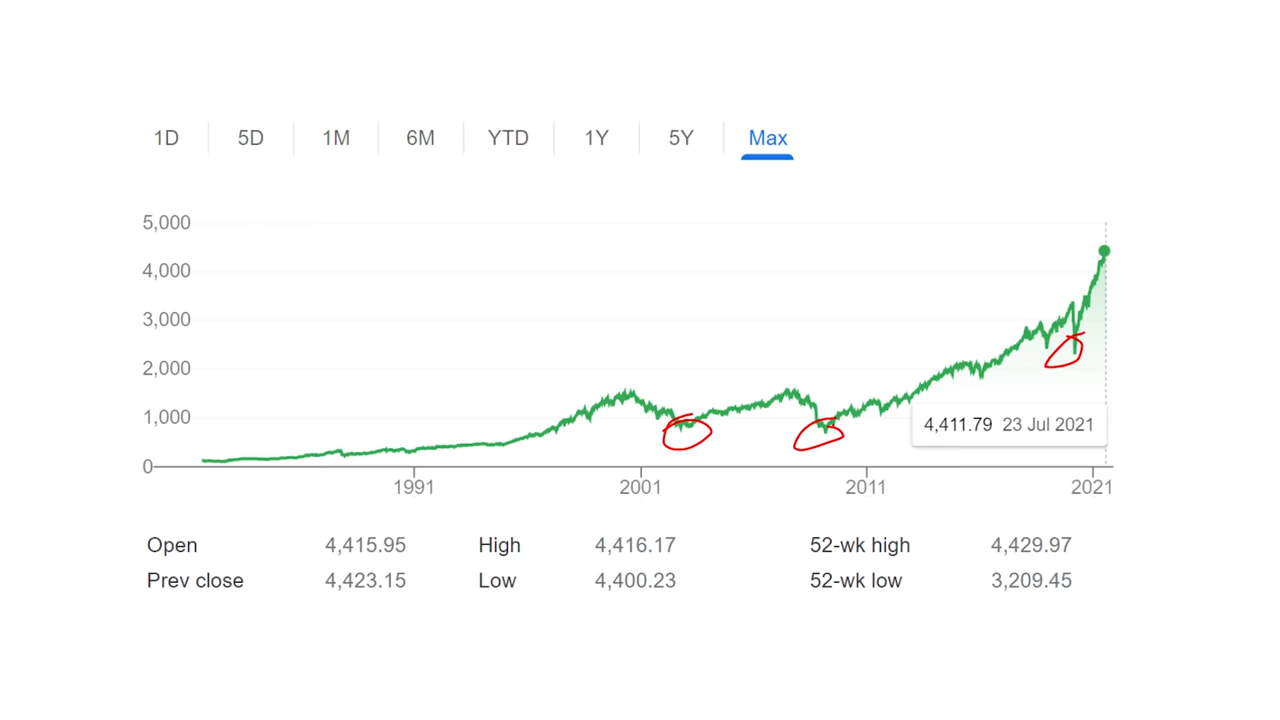 1D 5D 1M 6M YTD 1Y 5Y Max
5,000
4,000
3,000
2,000
1,000
0
4,411.79 23 Jul 2021
1991 2001 2011 2021
Open 4,415.95 High 4,416.17 52-wk high 4,429.97
Prev close 4,423.15 Low 4,400.23 52-wk low 3,209.45